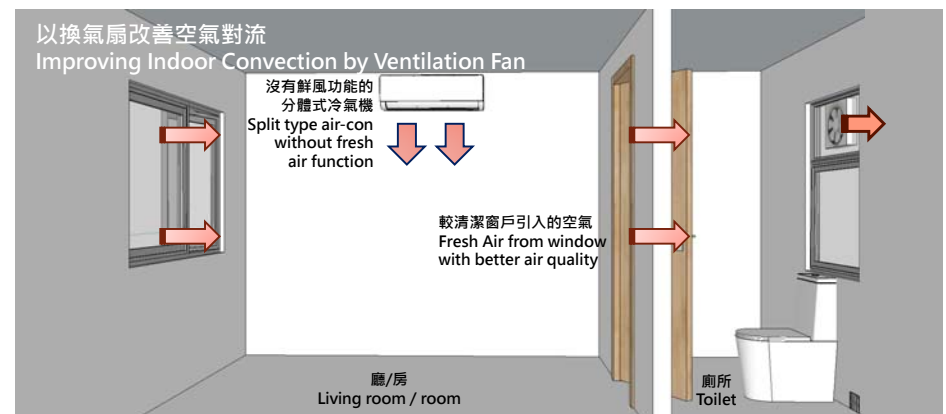 以換氣扇改善空氣對流
Improving Indoor Convection by Ventilation Fan
沒有鮮風功能的
分體式冷氣機
Split type air-con
without fresh
air function
較清潔窗戶引入的空氣
Fresh Air from window
with better air quality
廳/房
Living room / room
廁所
Toilet